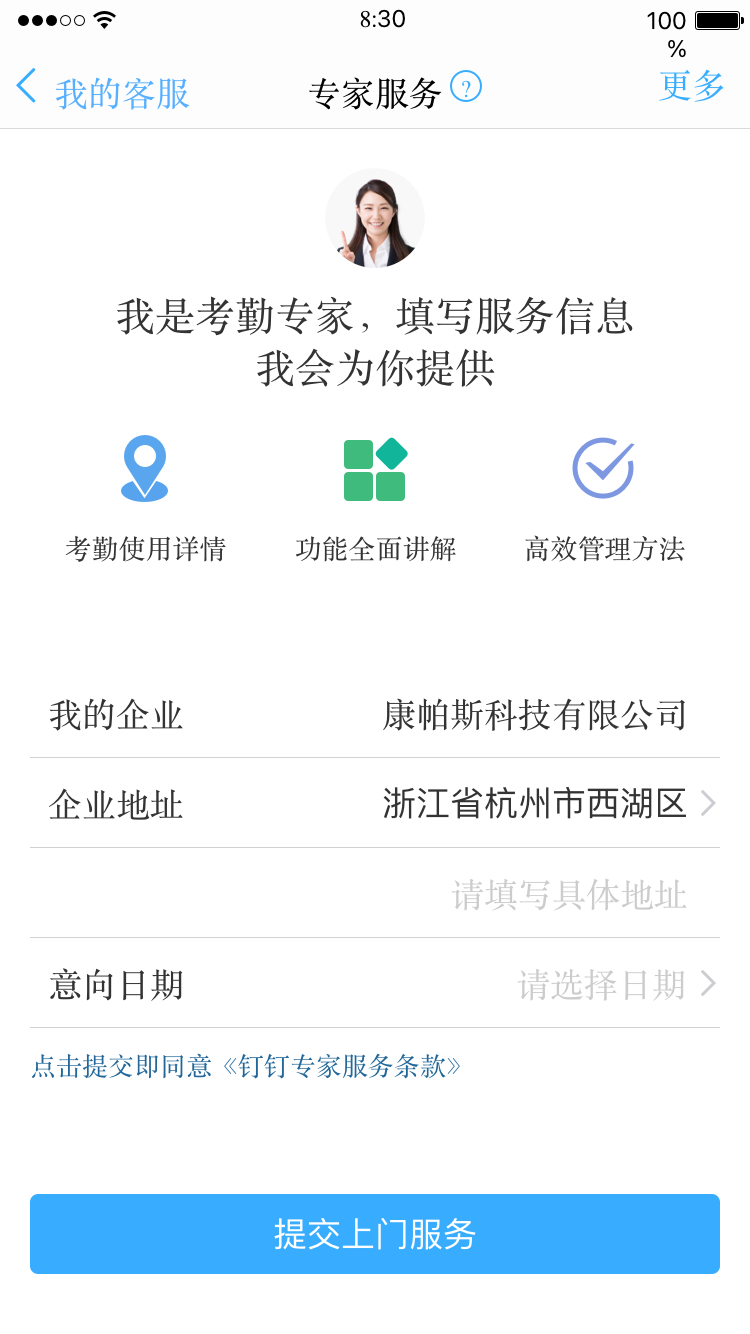 8:30
100
%
我的客服
专家服务
?
更多
我是考勤专家，填写服务信息
我会为你提供
考勤使用详情
功能全面讲解
高效管理方法
我的企业
康帕斯科技有限公司
企业地址
浙江省杭州市西湖区
请填写具体地址
意向日期
请选择日期
点击提交即同意《钉钉专家服务条款》
提交上门服务